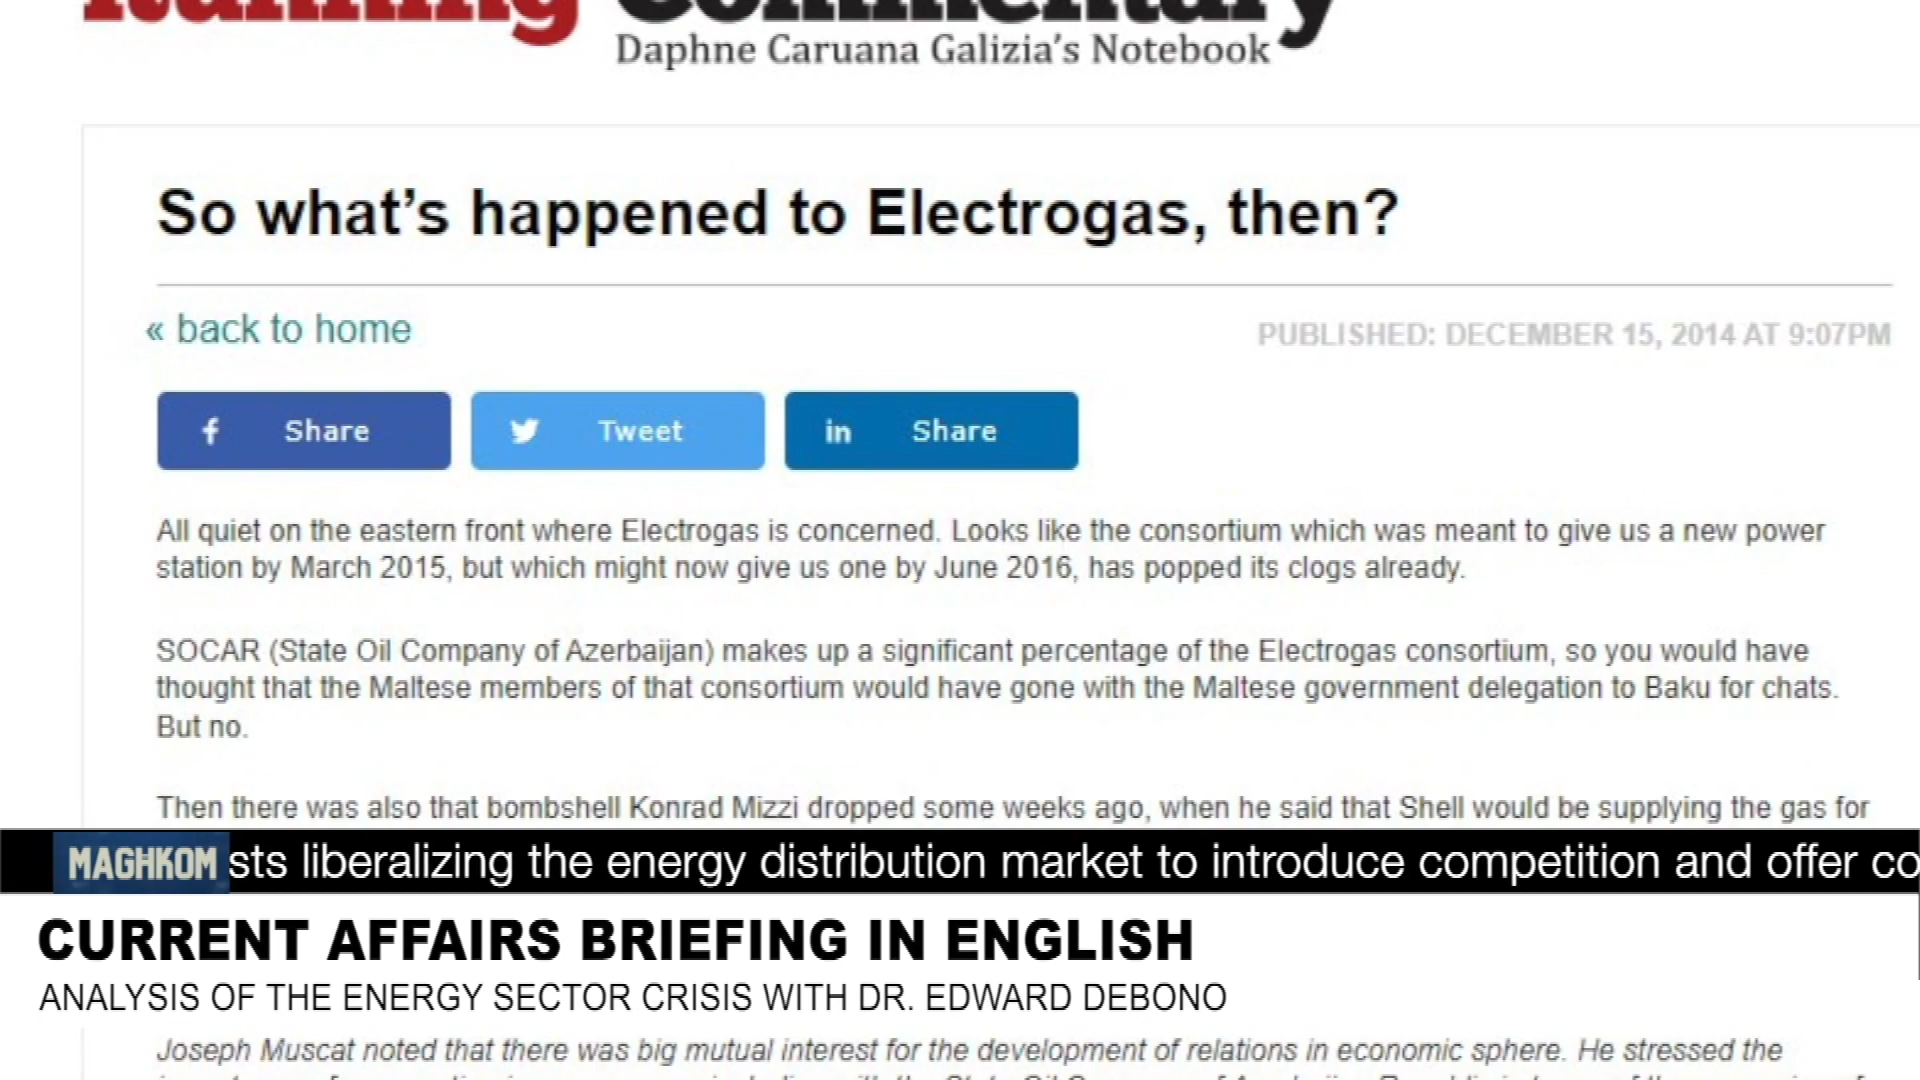 Running Commentary
Daphne Caruana Galizia's Notebook
So what's happened to Electrogas, then?
« back to home
PUBLISHED: DECEMBER 15, 2014 AT 9:07PM
f Share
Tweet
in Share
All quiet on the eastern front where Electrogas is concerned. Looks like the consortium which was meant to give us a new power
station by March 2015, but which might now give us one by June 2016, has popped its clogs already.
SOCAR (State Oil Company of Azerbaijan) makes up a significant percentage of the Electrogas consortium, so you would have
thought that the Maltese members of that consortium would have gone with the Maltese government delegation to Baku for chats.
But no.
Then there was also that bombshell Konrad Mizzi dropped some weeks ago, when he said that Shell would be supplying the gas for
MAGHKOM
sts liberalizing the energy distribution market to introduce competition and offer co
CURRENT AFFAIRS BRIEFING IN ENGLISH
ANALYSIS OF THE ENERGY SECTOR CRISIS WITH DR. EDWARD DEBONO
Joseph Muscat noted that there was big mutual interest for the development of relations in economic sphere. He stressed the